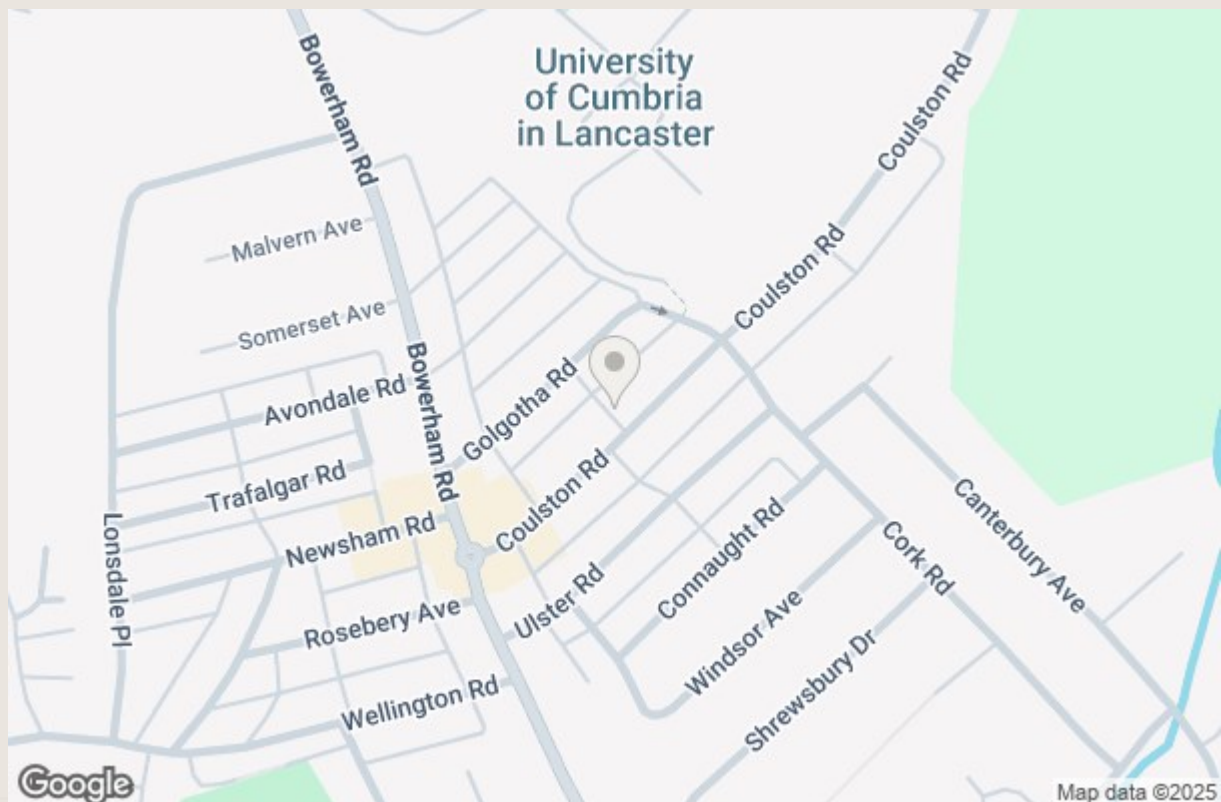 University
of Cumbria
in Lancaster
Bowerham Rd
Coulston Rd
Malvern Ave
Coulston Rd
Somerset Ave
Avondale Rd
Bowerham Rd
Golgotha Rd
Trafalgar Rd
Newsham Rd
Coulston Rd
Lonsdale Pl
Canterbury Ave
Connaught Rd
Cork Rd
Ulster Rd
Rosebery Ave
Windsor Ave
Shrewsbury Dr
Wellington Rd
Google
Map data ©2025